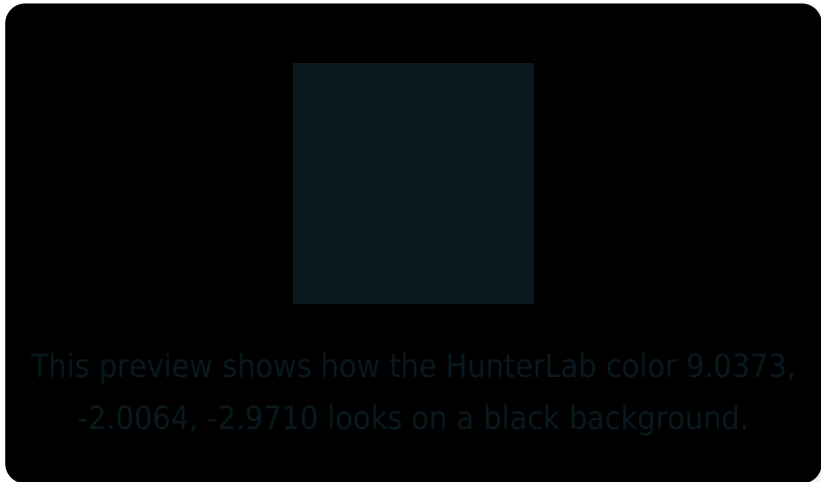 This preview shows how the HunterLab color 9.0373,
-2.0064, -2.9710 looks on a black background.